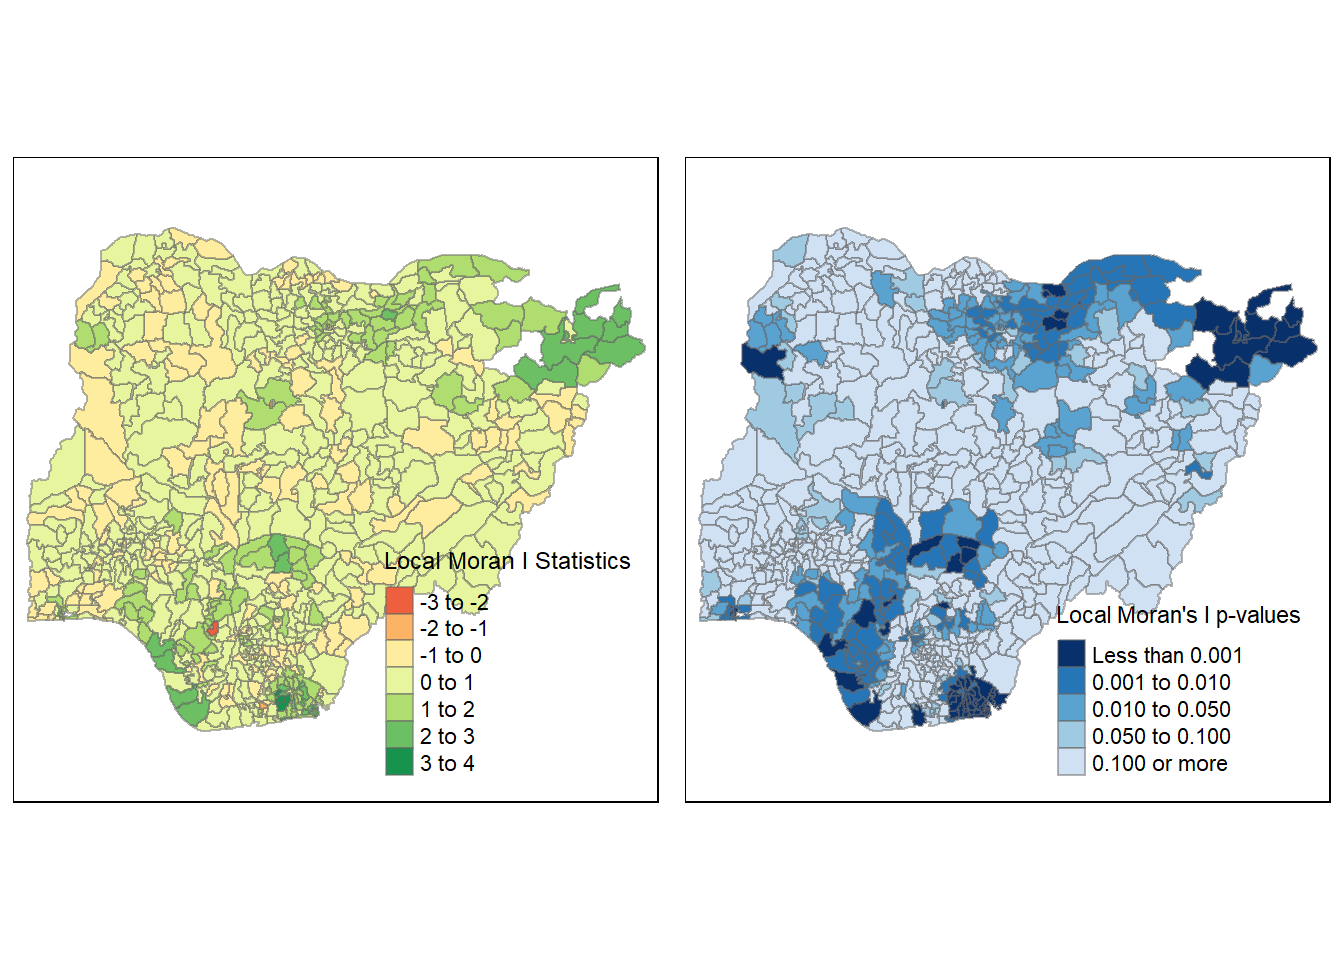 Local Moran I Statistics
-3 to -2
-2 to -1
-1 to 0
0 to 1
1 to 2
2 to 3
3 to 4
Local Moran's I p-values
Less than 0.001
0.001 to 0.010
0.010 to 0.050
0.050 to 0.100
0.100 or more